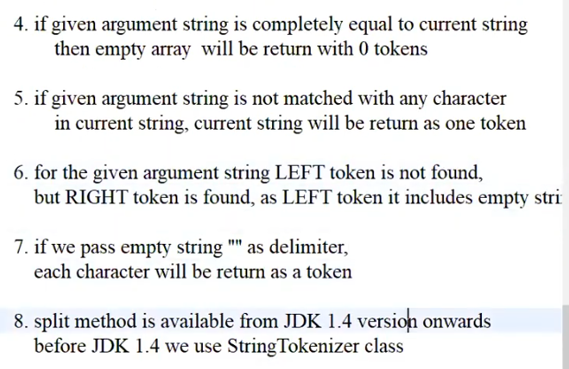 4. if given argument string is completely equal to current string
then empty array will be return with 0 tokens
5. if given argument string is not matched with any character
in current string, current string will be return as one token
6. for the given argument string LEFT token is not found,
but RIGHT token is found, as LEFT token it includes empty stri
7. if we pass empty string "" as delimiter,
each character will be return as a token
8. split method is available from JDK 1.4 version onwards
before JDK 1.4 we use StringTokenizer class